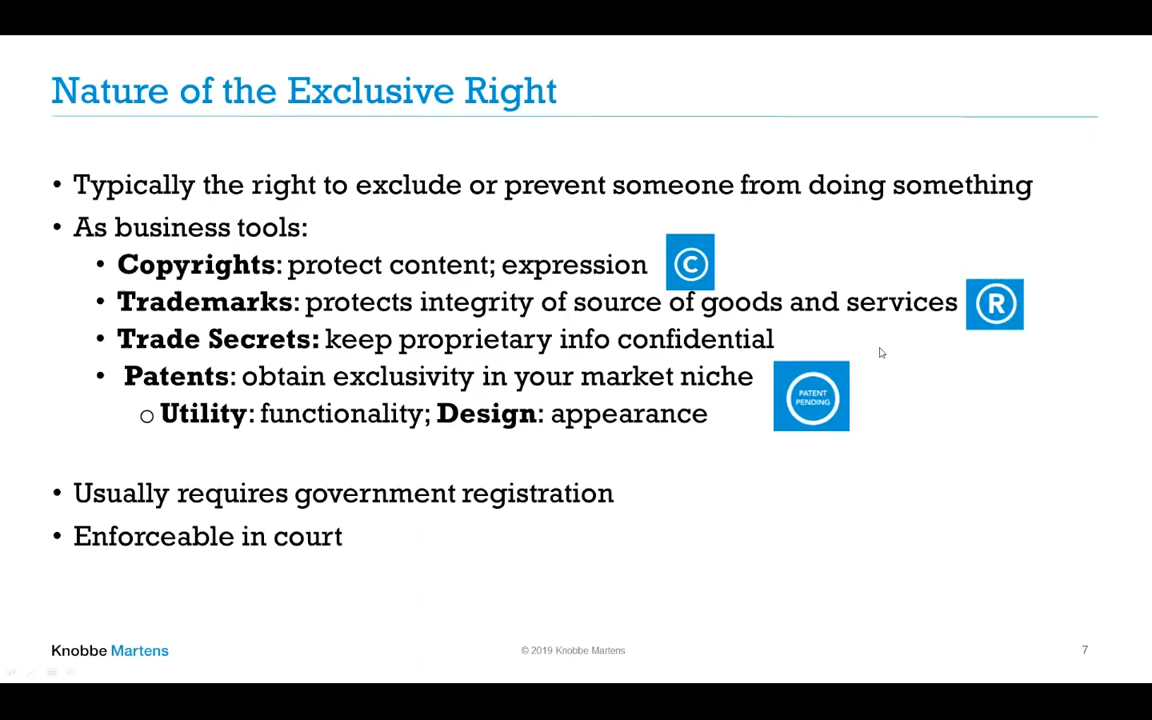 Nature of the Exclusive Right
• Typically the right to exclude or prevent someone from doing something
• As business tools:
• Copyrights: protect content; expression ©
• Trademarks: protects integrity of source of goods and services ®
• Trade Secrets: keep proprietary info confidential
• Patents: obtain exclusivity in your market niche
PATENT
PENDING
o Utility: functionality; Design: appearance
• Usually requires government registration
• Enforceable in court
Knobbe Martens
© 2019 Knobbe Martens
7